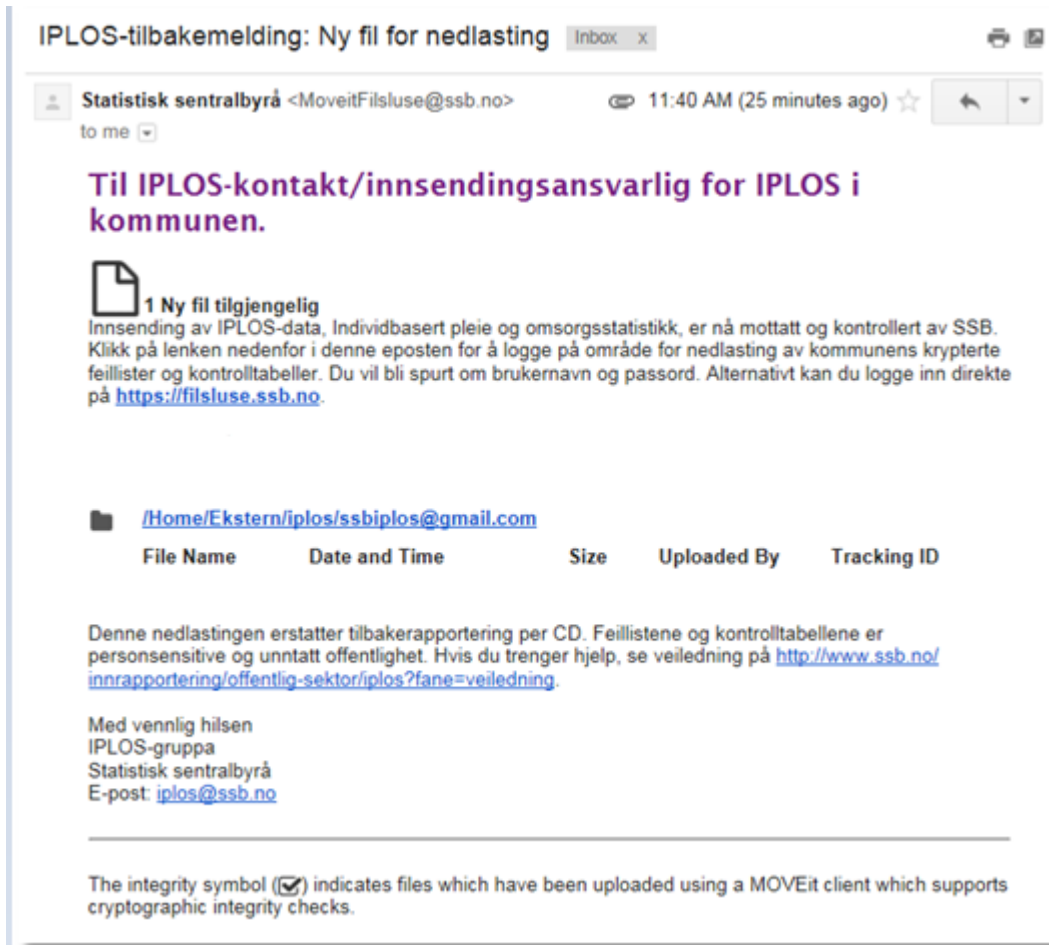 IPLOS-tilbakemelding: Ny fil for nedlasting Inbox x
Statistisk sentralbyrå <MoveitFilsluse@ssb.no> 11:40 AM (25 minutes ago)
to me
Til IPLOS-kontakt/innsendingsansvarlig for IPLOS i
kommunen.
1 Ny fil tilgjengelig
Innsending av IPLOS-data, Individbasert pleie og omsorgsstatistikk, er nå mottatt og kontrollert av SSB.
Klikk på lenken nedenfor i denne eposten for å logge på område for nedlasting av kommunens krypterte
feillister og kontrolltabeller. Du vil bli spurt om brukernavn og passord. Alternativt kan du logge inn direkte
på https://filsluse.ssb.no.
/Home/Ekstern/iplos/ssbiplos@gmail.com
File Name Date and Time Size Uploaded By Tracking ID
Denne nedlastingen erstatter tilbakerapportering per CD. Feillistene og kontrolltabellene er
personsensitive og unntatt offentlighet. Hvis du trenger hjelp, se veiledning på http://www.ssb.no/
innrapportering/offentlig-sektor/iplos?fane=veiledning.
Med vennlig hilsen
IPLOS-gruppa
Statistisk sentralbyrå
E-post: iplos@ssb.no
The integrity symbol (☑) indicates files which have been uploaded using a MOVEit client which supports
cryptographic integrity checks.